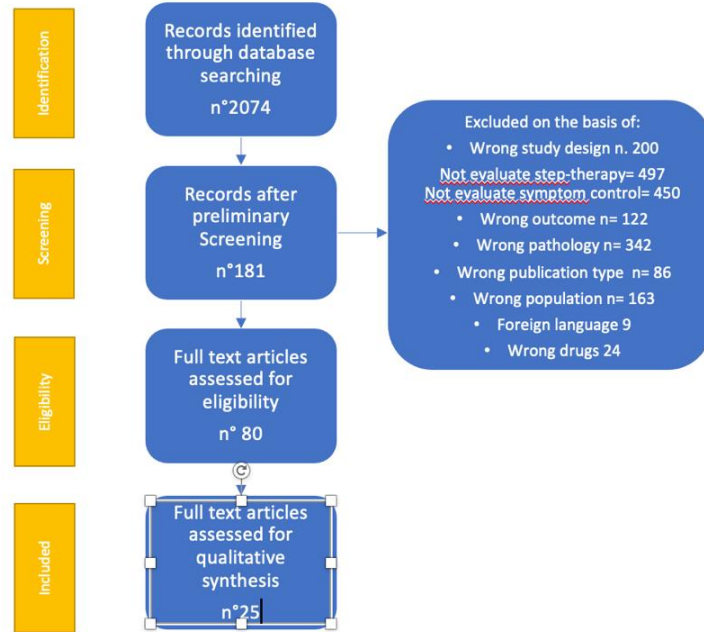 Identification
Records identified
through database
searching
n°2074
Screening
Records after
preliminary
Screening
n°181
Excluded on the basis of:
• Wrong study design n. 200
Not evaluate step-therapy= 497
Not evaluate symptom control= 450
• Wrong outcome n= 122
• Wrong pathology n= 342
• Wrong publication type n= 86
• Wrong population n= 163
• Foreign language 9
• Wrong drugs 24
Eligibility
Full text articles
assessed for
eligibility
n° 80
Included
Full text articles
assessed for
qualitative
synthesis
n°25